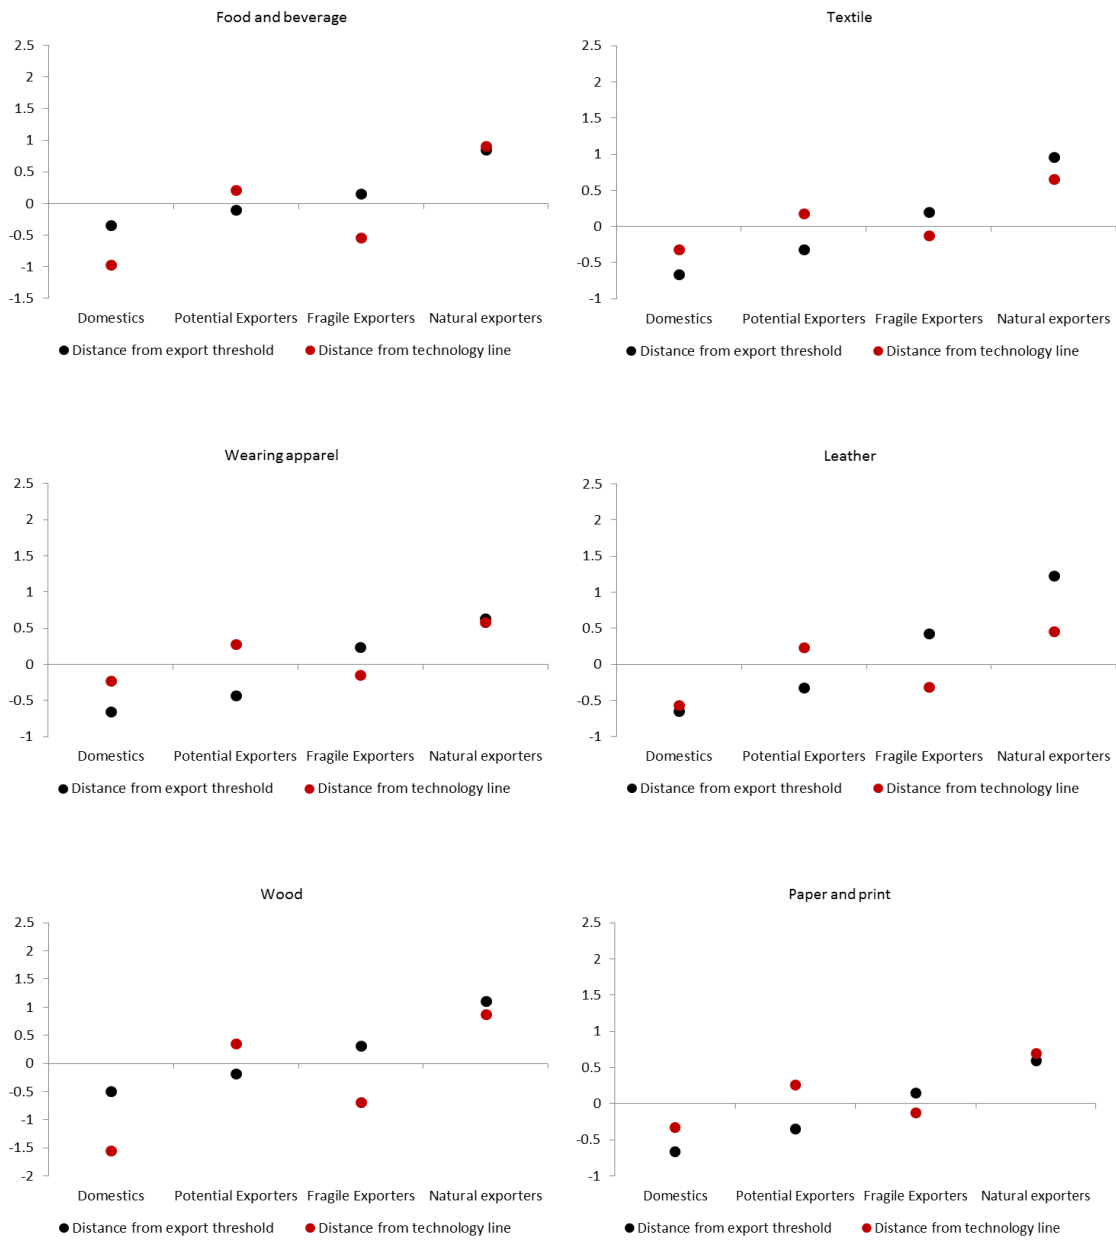 Food and beverage
2.5
2
1.5
1
0.5
0
-0.5
-1
-1.5
Domestics Potential Exporters Fragile Exporters Natural exporters
Distance from export threshold Distance from technology line
Textile
2.5
2
1.5
1
0.5
0
-0.5
-1
Domestics Potential Exporters Fragile Exporters Natural exporters
Distance from export threshold Distance from technology line
Wearing apparel
2.5
2
1.5
1
0.5
0
-0.5
-1
Domestics Potential Exporters Fragile Exporters Natural exporters
Distance from export threshold Distance from technology line
Leather
2.5
2
1.5
1
0.5
0
-0.5
-1
Domestics Potential Exporters Fragile Exporters Natural exporters
Distance from export threshold Distance from technology line
Wood
2.5
2
1.5
1
0.5
0
-0.5
-1
-1.5
-2
Domestics Potential Exporters Fragile Exporters Natural exporters
Distance from export threshold Distance from technology line
Paper and print
2.5
2
1.5
1
0.5
0
-0.5
-1
Domestics Potential Exporters Fragile Exporters Natural exporters
Distance from export threshold Distance from technology line